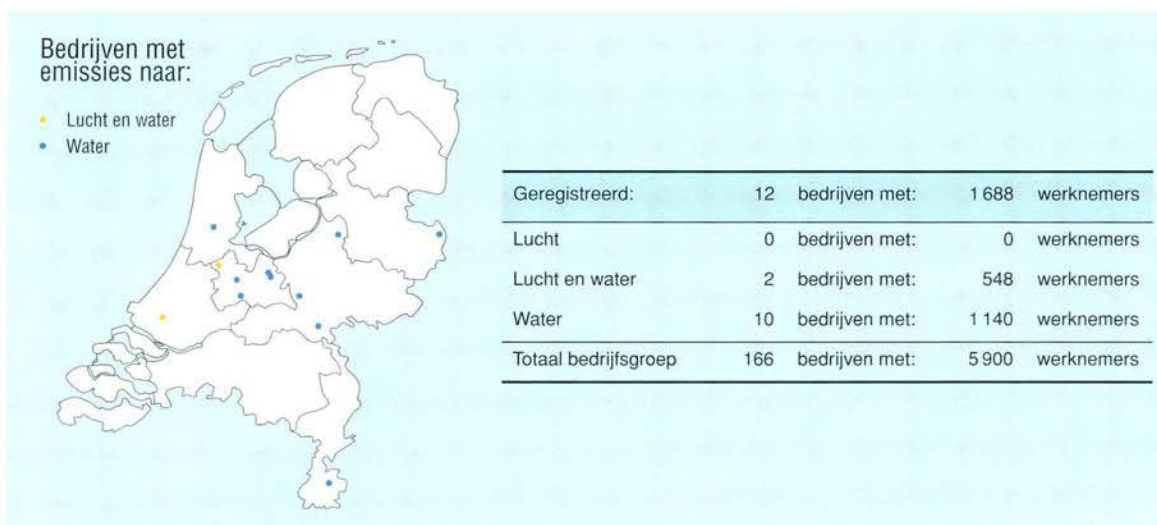 Bedrijven met
emissies naar:
Lucht en water
Water
Geregistreerd: 12 bedrijven met: 1 688 werknemers
Lucht 0 bedrijven met: 0 werknemers
Lucht en water 2 bedrijven met: 548 werknemers
Water 10 bedrijven met: 1 140 werknemers
Totaal bedrijfsgroep 166 bedrijven met: 5 900 werknemers